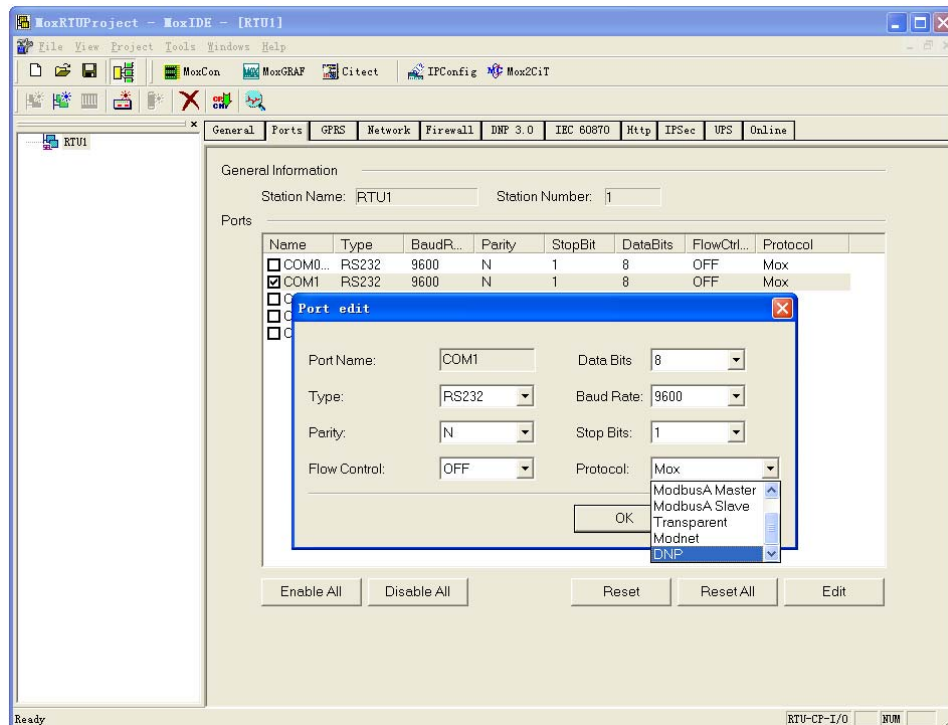 MoxRTUProject - MoxIDE - [RTU1]
File View Project Tools Windows Help
MoxCon MoxGRAF Citect IPConfig Mox2CiT
RTU1
General Ports GPRS Network Firewall DNP 3.0 IEC 60870 Http IPSec UPS Online
General Information
Station Name: RTU1 Station Number: 1
Ports
Name Type BaudR... Parity StopBit DataBits FlowCtrl... Protocol
COM0... RS232 9600 N 1 8 OFF Mox
COM1 RS232 9600 N 1 8 OFF Mox
Port edit
Port Name: COM1 Data Bits 8
Type: RS232 Baud Rate: 9600
Parity: N Stop Bits: 1
Flow Control: OFF Protocol: Mox
ModbusA Master
ModbusA Slave
Transparent
Modnet
DNP
OK
Enable All Disable All Reset Reset All Edit
Ready RTU-CP-I/O NUM